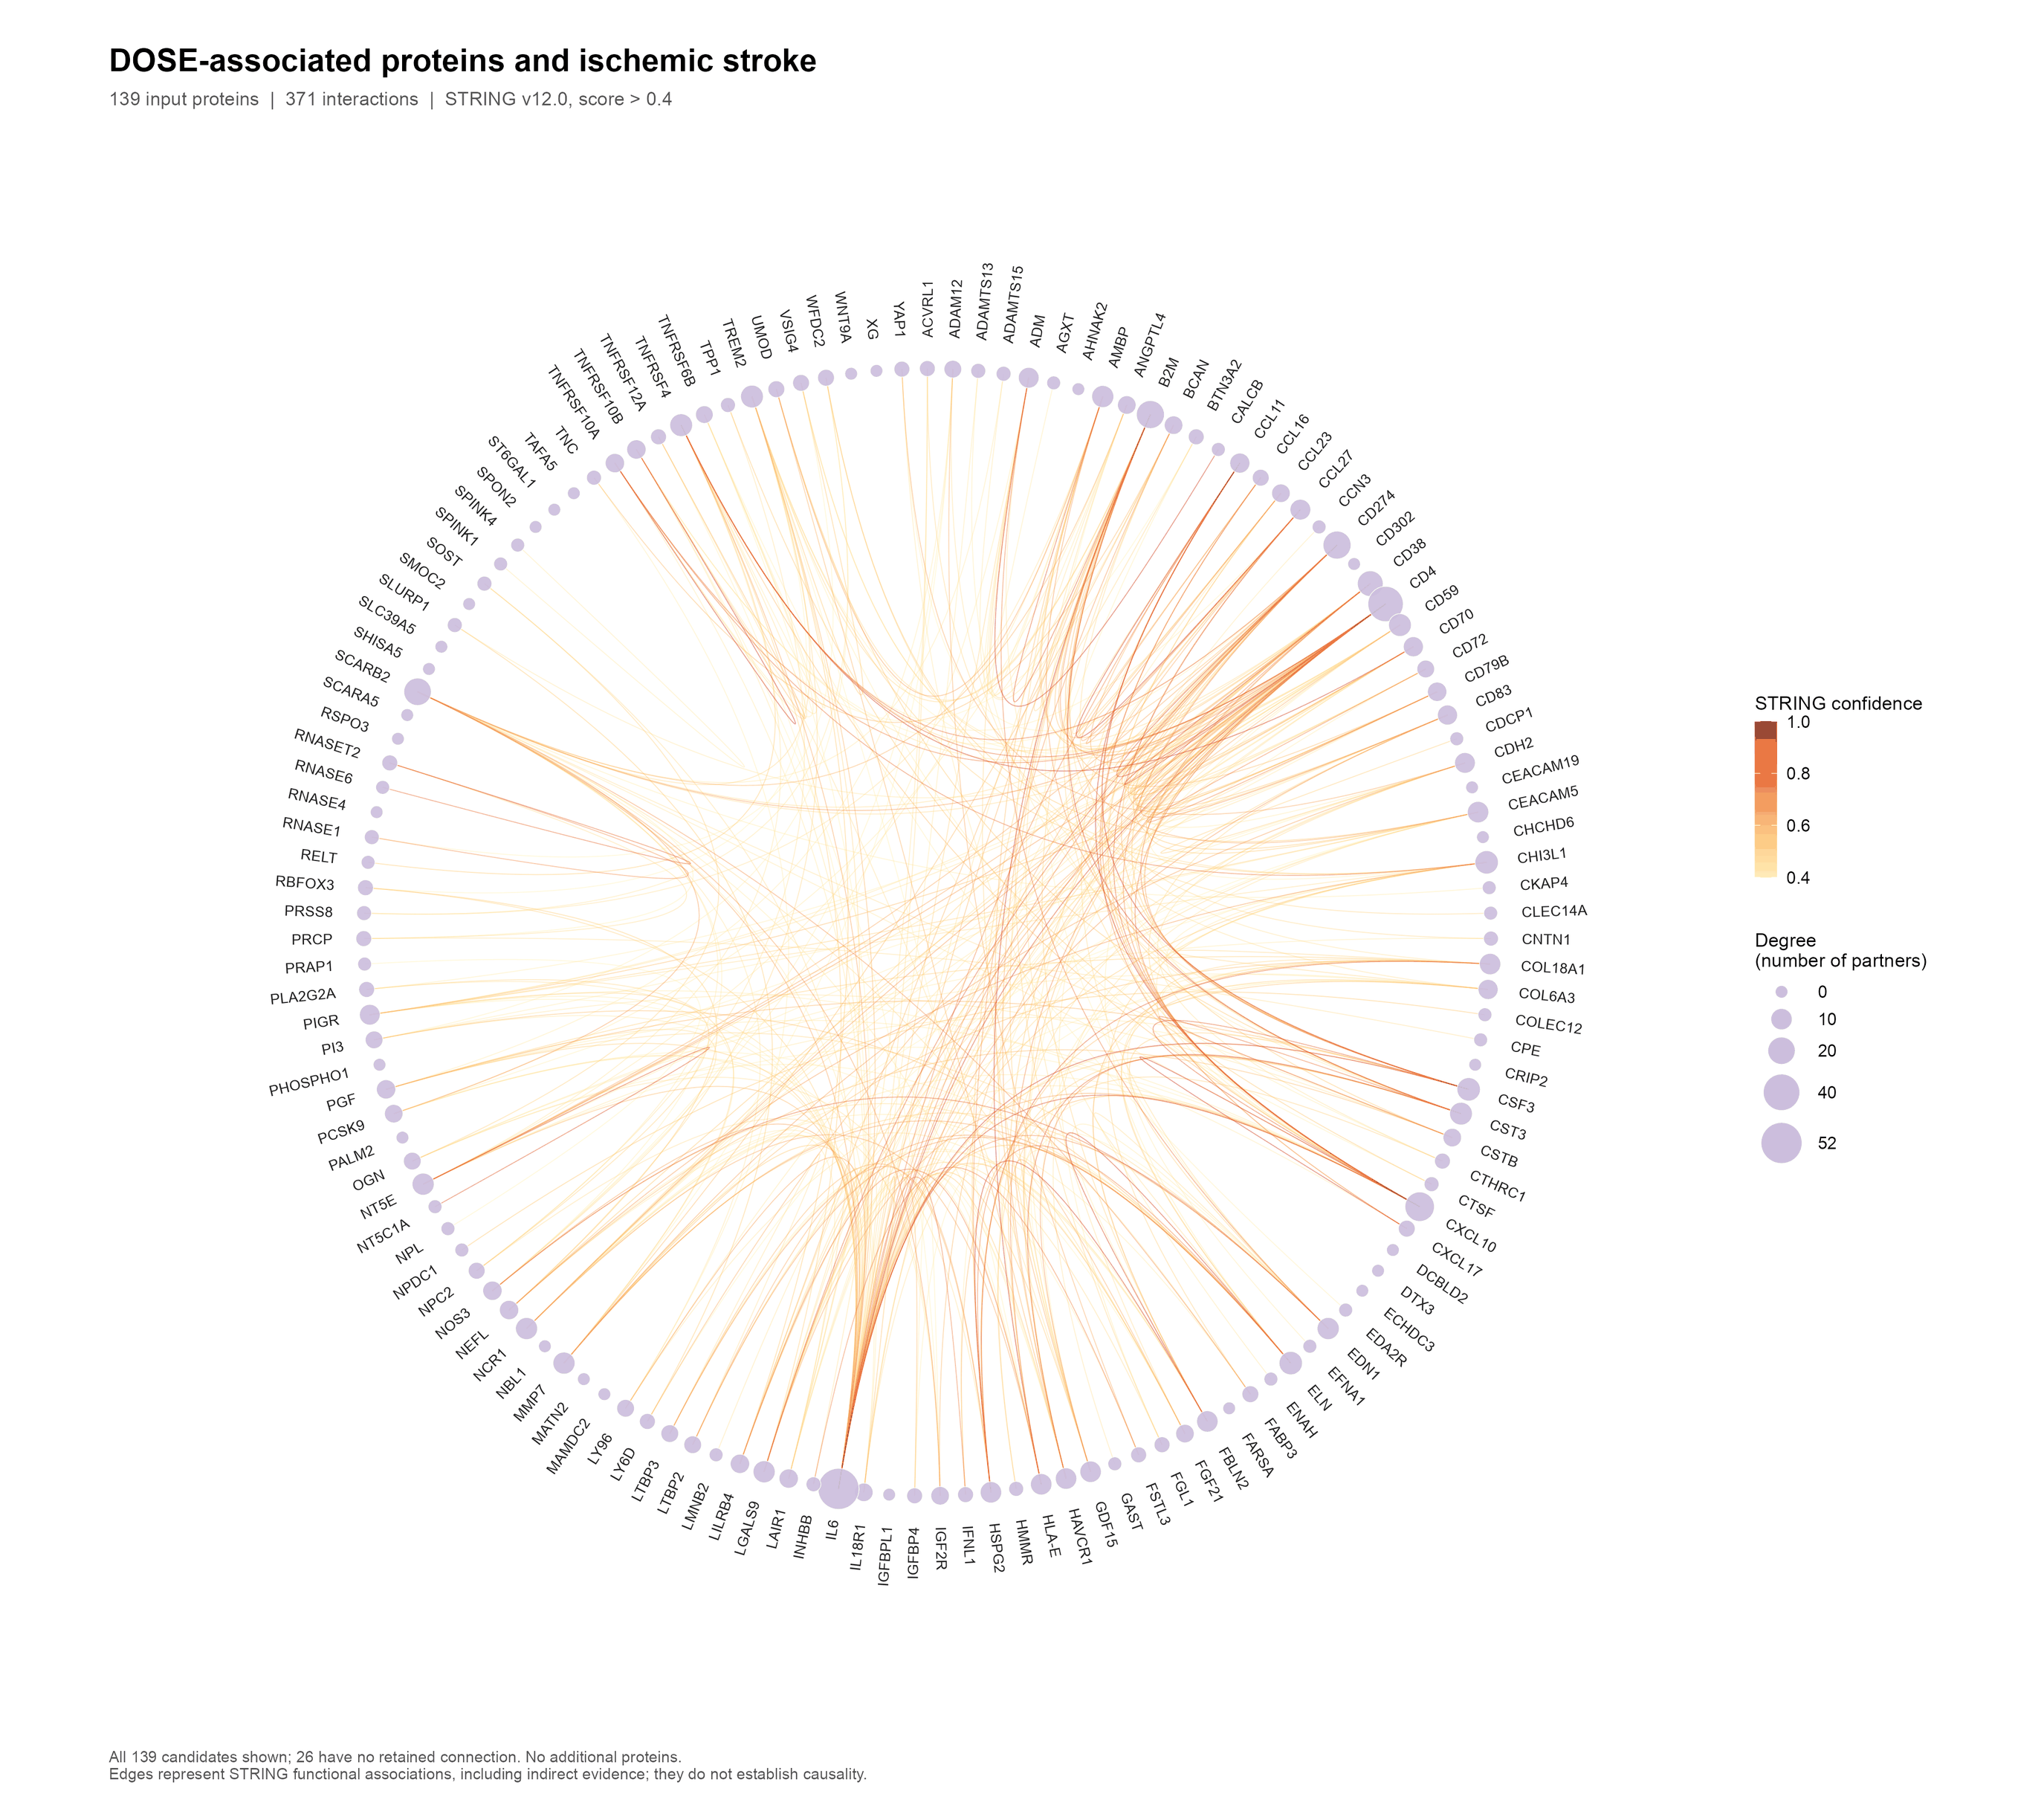 DOSE-associated proteins and ischemic stroke
139 input proteins | 371 interactions | STRING v12.0, score > 0.4
YAP1
ACVRL1
ADAM12
ADAMTS13
ADAMTS15
ADM
AGXT
AHNAK2
AMBP
ANGPTL4
B2M
BCAN
BTN3A2
CALCB
CCL11
CCL16
CCL23
CCL27
CCN3
CD274
CD302
CD38
CD4
CD59
CD70
CD72
CD79B
CD83
CDCP1
CDH2
CEACAM19
CEACAM5
CHCHD6
CHI3L1
CKAP4
CLEC14A
CNTN1
COL18A1
COL6A3
COLEC12
CPE
CRIP2
CSF3
CST3
CSTB
CTHRC1
CTSF
CXCL10
CXCL17
DCBLD2
DTX3
ECHDC3
EDA2R
EDN1
EFNA1
ELN
ENAH
FABP3
FARSA
FBLN2
FGF21
FGL1
FSTL3
GAST
GDF15
HAVCR1
HLA-E
HMMR
HSPG2
IFNL1
IGF2R
IGFBP4
IGFBPL1
IL18R1
IL6
INHBB
LAIR1
LGALS9
LILRB4
LMNB2
LTBP2
LTBP3
LY6D
LY96
MAMDC2
MATN2
MMP7
NBL1
NCR1
NEFL
NOS3
NPC2
NPDC1
NPL
NT5C1A
NT5E
OGN
PALM2
PCSK9
PGF
PHOSPHO1
PI3
PIGR
PLA2G2A
PRAP1
PRCP
PRSS8
RBFOX3
RELT
RNASE1
RNASE4
RNASE6
RNASET2
RSPO3
SCARA5
SCARB2
SHISA5
SLC39A5
SLURP1
SMOC2
SOST
SPINK1
SPINK4
SPON2
ST6GAL1
TAFA5
TNC
TNFRSF10A
TNFRSF10B
TNFRSF12A
TNFRSF4
TNFRSF6B
TPP1
TREM2
UMOD
VSIG4
WFDC2
WNT9A
XG
STRING confidence
1.0
0.8
0.6
0.4
Degree
(number of partners)
0
10
20
40
52
All 139 candidates shown; 26 have no retained connection. No additional proteins.
Edges represent STRING functional associations, including indirect evidence; they do not establish causality.